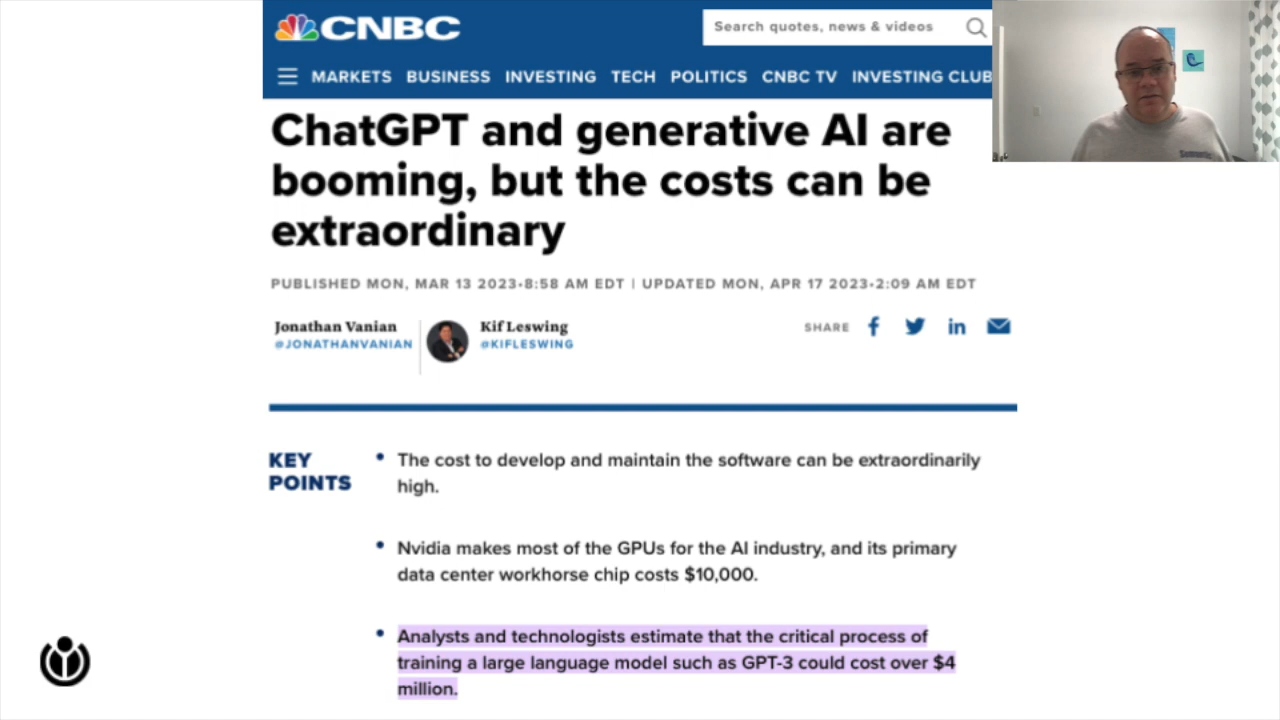 CNBC
Search quotes, news & videos
MARKETS BUSINESS INVESTING TECH POLITICS CNBC TV INVESTING CLUB
ChatGPT and generative AI are
booming, but the costs can be
extraordinary
PUBLISHED MON, MAR 13 2023•8:58 AM EDT | UPDATED MON, APR 17 2023•2:09 AM EDT
Jonathan Vanian
@JONATHANVANIAN
Kif Leswing
@KIFLESWING
SHARE
KEY
POINTS
• The cost to develop and maintain the software can be extraordinarily
high.
• Nvidia makes most of the GPUs for the AI industry, and its primary
data center workhorse chip costs $10,000.
• Analysts and technologists estimate that the critical process of
training a large language model such as GPT-3 could cost over $4
million.